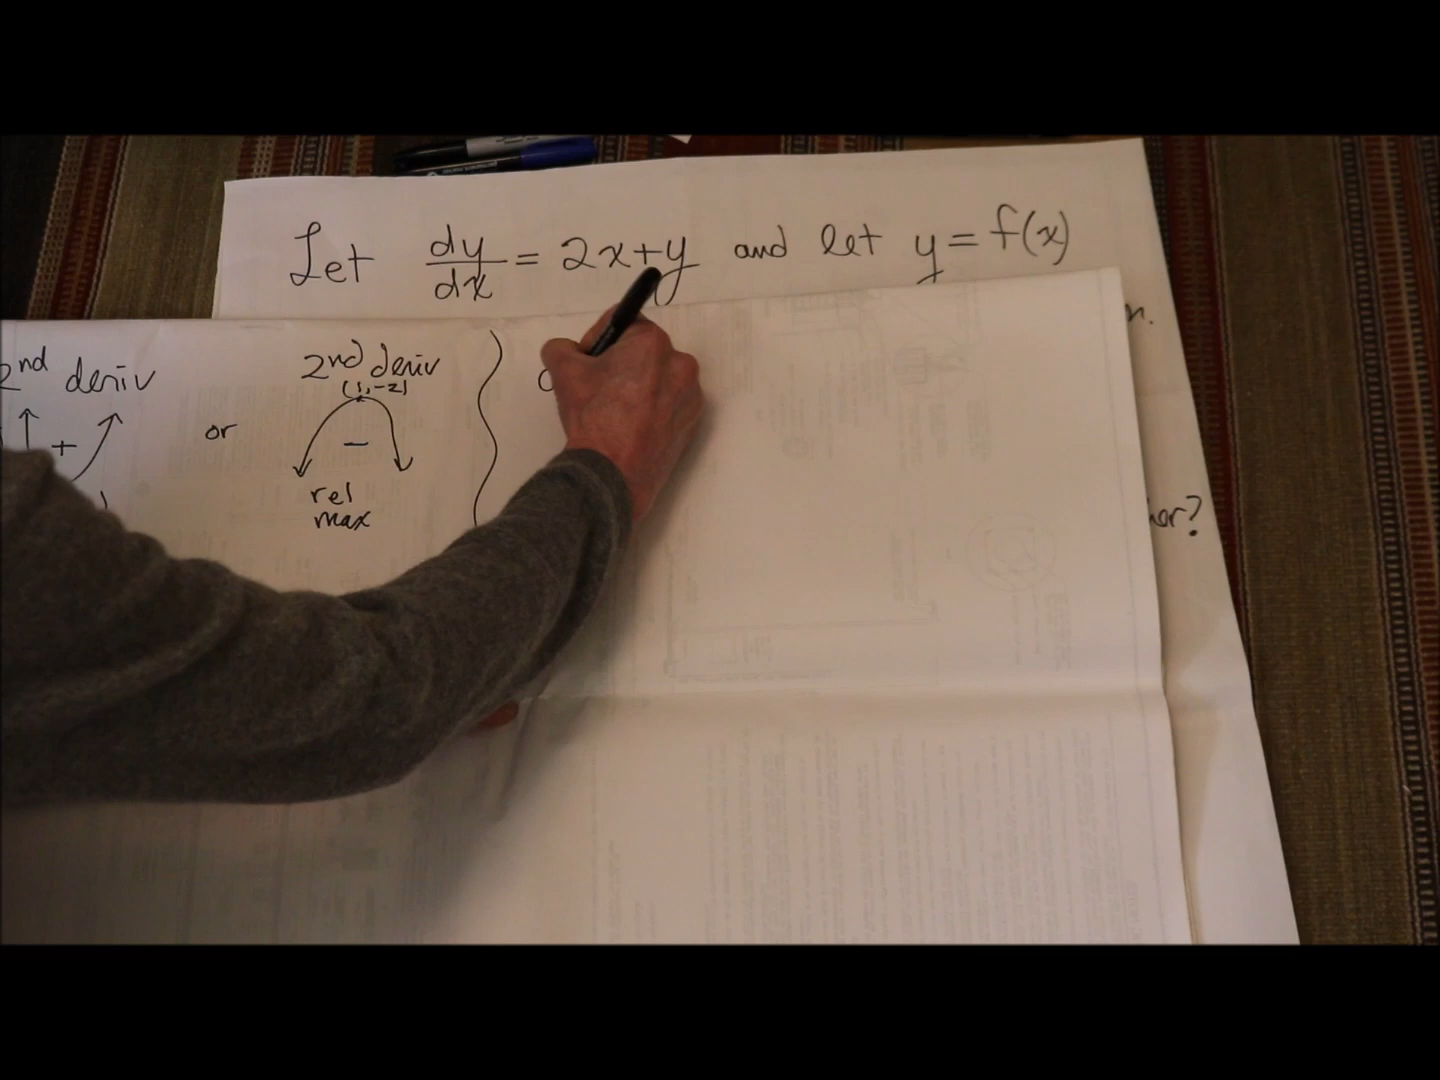 Let dy/dx = 2x+y and let y = f(x)
n.
2nd deriv
+
or
2nd deriv
(1,-2)
−
rel
max
her?